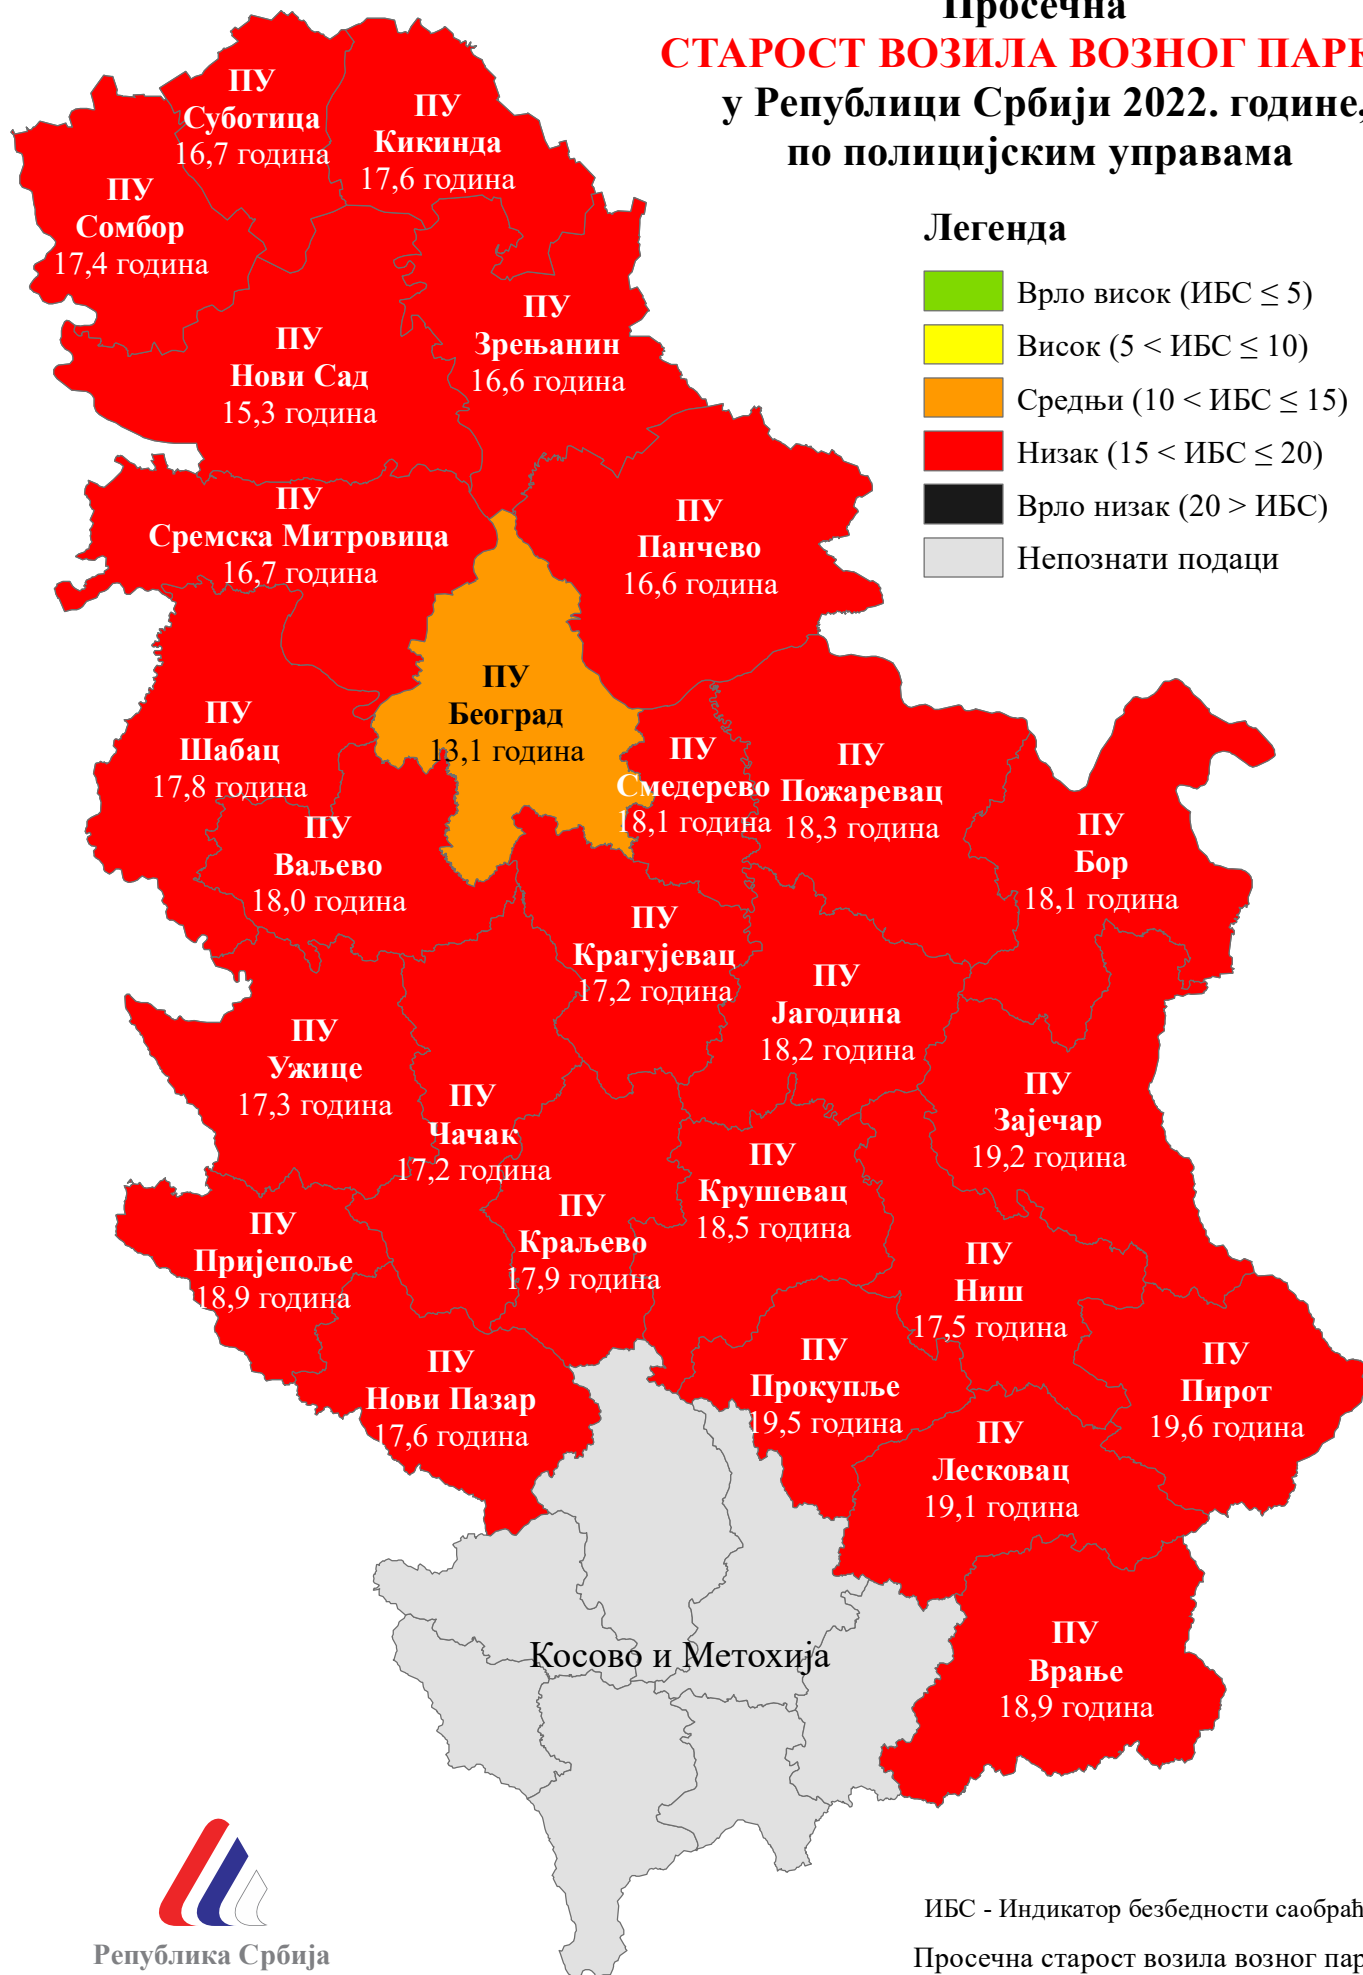 Просечна
СТАРОСТ ВОЗИЛА ВОЗНОГ
у Републици Србији 2022. године,
по полицијским управама
Легенда
Врло висок (ИБС ≤ 5)
Висок (5 < ИБС ≤ 10)
Средњи (10 < ИБС ≤ 15)
Низак (15 < ИБС ≤ 20)
Врло низак (20 > ИБС)
Непознати подаци
ПУ
Суботица
16,7 година
ПУ
Кикинда
17,6 година
ПУ
Сомбор
17,4 година
ПУ
Нови Сад
15,3 година
ПУ
Зрењанин
16,6 година
ПУ
Сремска Митровица
16,7 година
ПУ
Панчево
16,6 година
ПУ
Београд
13,1 година
ПУ
Шабац
17,8 година
ПУ
Ваљево
18,0 година
ПУ
Смедерево
18,1 година
ПУ
Пожаревац
18,3 година
ПУ
Бор
18,1 година
ПУ
Крагујевац
17,2 година
ПУ
Јагодина
18,2 година
ПУ
Ужице
17,3 година
ПУ
Чачак
17,2 година
ПУ
Зајечар
19,2 година
ПУ
Крушевац
18,5 година
ПУ
Краљево
17,9 година
ПУ
Пријепоље
18,9 година
ПУ
Ниш
17,5 година
ПУ
Нови Пазар
17,6 година
ПУ
Прокупље
19,5 година
ПУ
Пирот
19,6 година
ПУ
Лесковац
19,1 година
ПУ
Врање
18,9 година
Косово и Метохија
Република Србија
ИБС - Индикатор безбедности
Просечна старост возила возног